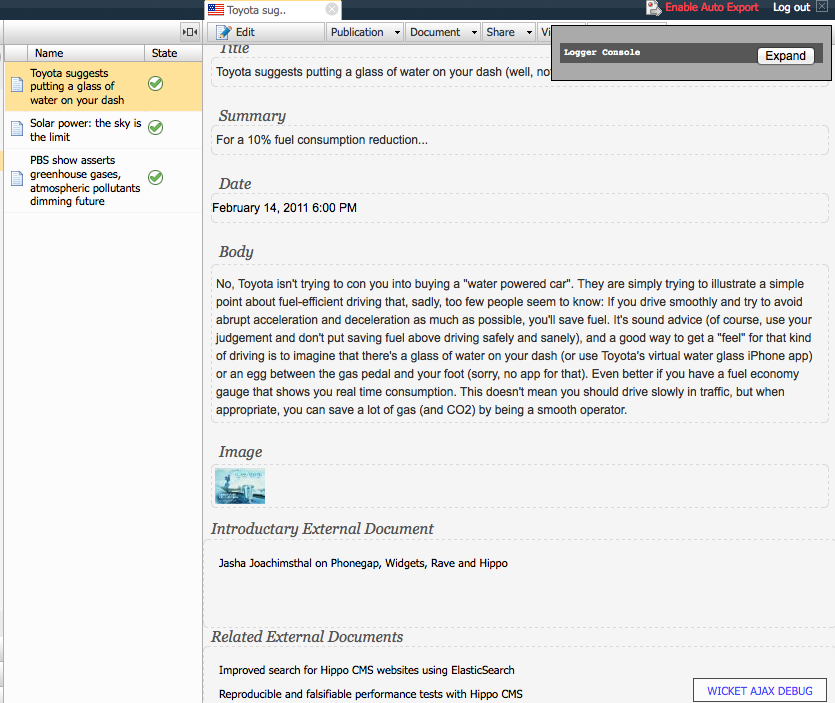 Toyota sug..
Enable Auto Export
Log out
Edit
Publication
Document
Share
Vi
Logger Console
Expand
Name
State
Toyota suggests
putting a glass of
water on your dash
Solar power: the sky is
the limit
PBS show asserts
greenhouse gases,
atmospheric pollutants
dimming future
Title
Toyota suggests putting a glass of water on your dash (well, not
Summary
For a 10% fuel consumption reduction...
Date
February 14, 2011 6:00 PM
Body
No, Toyota isn't trying to con you into buying a "water powered car". They are simply trying to illustrate a simple
point about fuel-efficient driving that, sadly, too few people seem to know: If you drive smoothly and try to avoid
abrupt acceleration and deceleration as much as possible, you'll save fuel. It's sound advice (of course, use your
judgement and don't put saving fuel above driving safely and sanely), and a good way to get a "feel" for that kind
of driving is to imagine that there's a glass of water on your dash (or use Toyota's virtual water glass iPhone app)
or an egg between the gas pedal and your foot (sorry, no app for that). Even better if you have a fuel economy
gauge that shows you real time consumption. This doesn't mean you should drive slowly in traffic, but when
appropriate, you can save a lot of gas (and CO2) by being a smooth operator.
Image
Introductary External Document
Jasha Joachimsthal on Phonegap, Widgets, Rave and Hippo
Related External Documents
Improved search for Hippo CMS websites using ElasticSearch
Reproducible and falsifiable performance tests with Hippo CMS
WICKET AJAX DEBUG